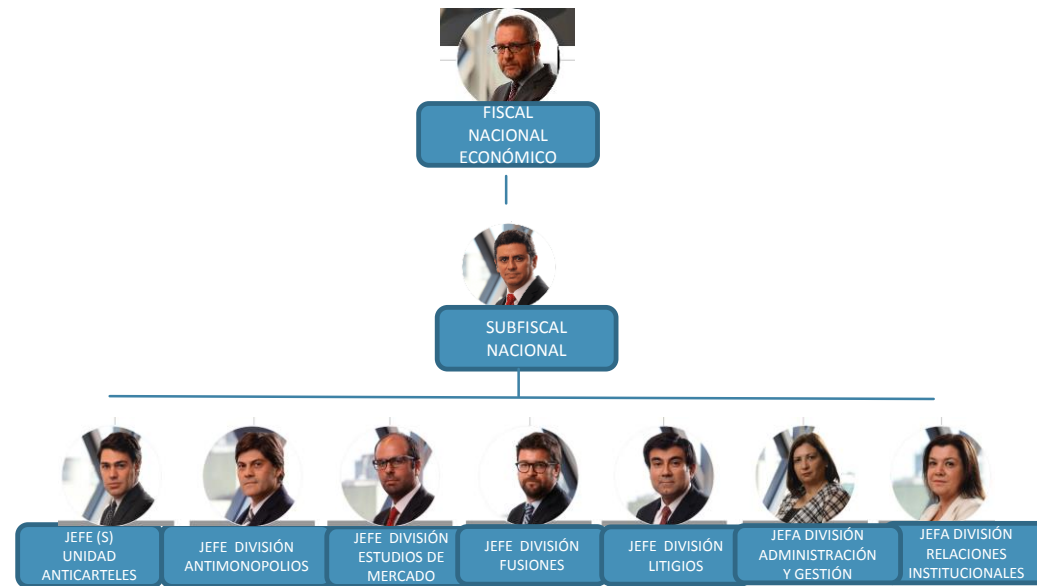 FISCAL
NACIONAL
ECONÓMICO
SUBFISCAL
NACIONAL
JEFE (S)
UNIDAD
ANTICARTELES
JEFE DIVISIÓN
ANTIMONOPOLIOS
JEFE DIVISIÓN
ESTUDIOS DE
MERCADO
JEFE DIVISIÓN
FUSIONES
JEFE DIVISIÓN
LITIGIOS
JEFA DIVISIÓN
ADMINISTRACIÓN
Y GESTIÓN
JEFA DIVISIÓN
RELACIONES
INSTITUCIONALES